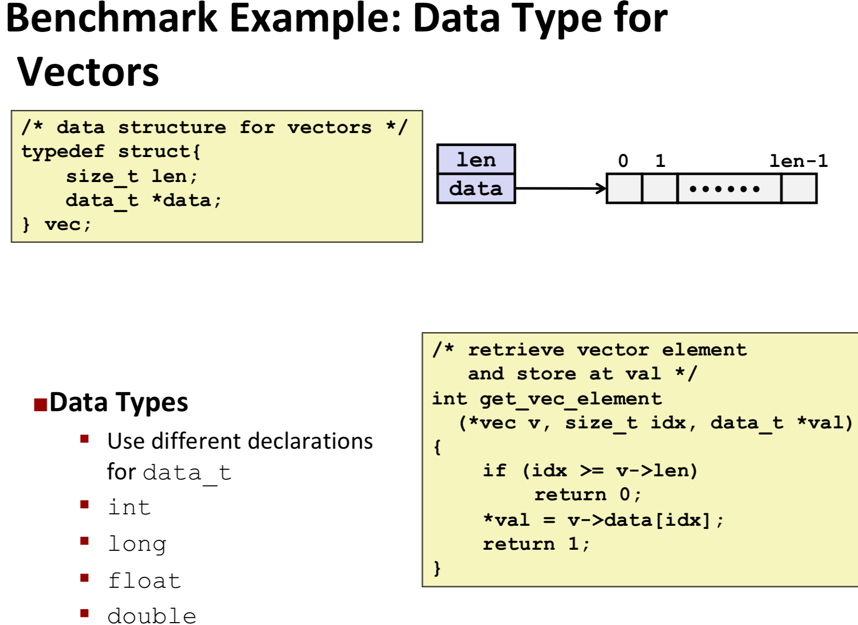 Benchmark Example: Data Type for
Vectors
/* data structure for vectors */
typedef struct{
    size_t len;
    data_t *data;
} vec;
len
data
0 1 len-1
••••••
■Data Types
▪ Use different declarations
for data_t
▪ int
▪ long
▪ float
▪ double
/* retrieve vector element
   and store at val */
int get_vec_element
  (*vec v, size_t idx, data_t *val)
{
    if (idx >= v->len)
        return 0;
    *val = v->data[idx];
    return 1;
}